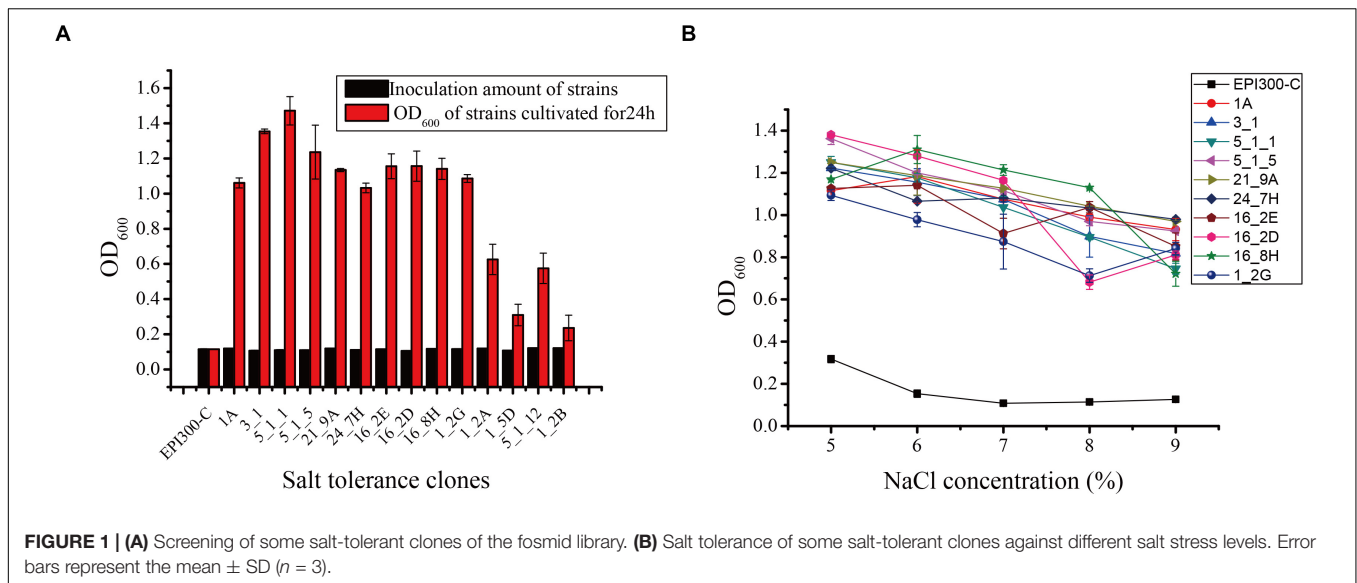 A
1.6
1.4
1.2
1.0
0.8
0.6
0.4
0.2
0.0
OD600
Inoculation amount of strains
OD600 of strains cultivated for24h
EPI300-C
1A
3_1
5_1_1
5_1_5
21_9A
24_7H
16_2E
16_2D
16_8H
1_2G
1_2A
1_5D
5_1_12
1_2B
Salt tolerance clones
B
1.4
1.2
1.0
0.8
0.6
0.4
0.2
0.0
OD600
5
6
7
8
9
NaCl concentration (%)
EPI300-C
1A
3_1
5_1_1
5_1_5
21_9A
24_7H
16_2E
16_2D
16_8H
1_2G
FIGURE 1 | (A) Screening of some salt-tolerant clones of the fosmid library. (B) Salt tolerance of some salt-tolerant clones against different salt stress levels. Error
bars represent the mean ± SD (n = 3).